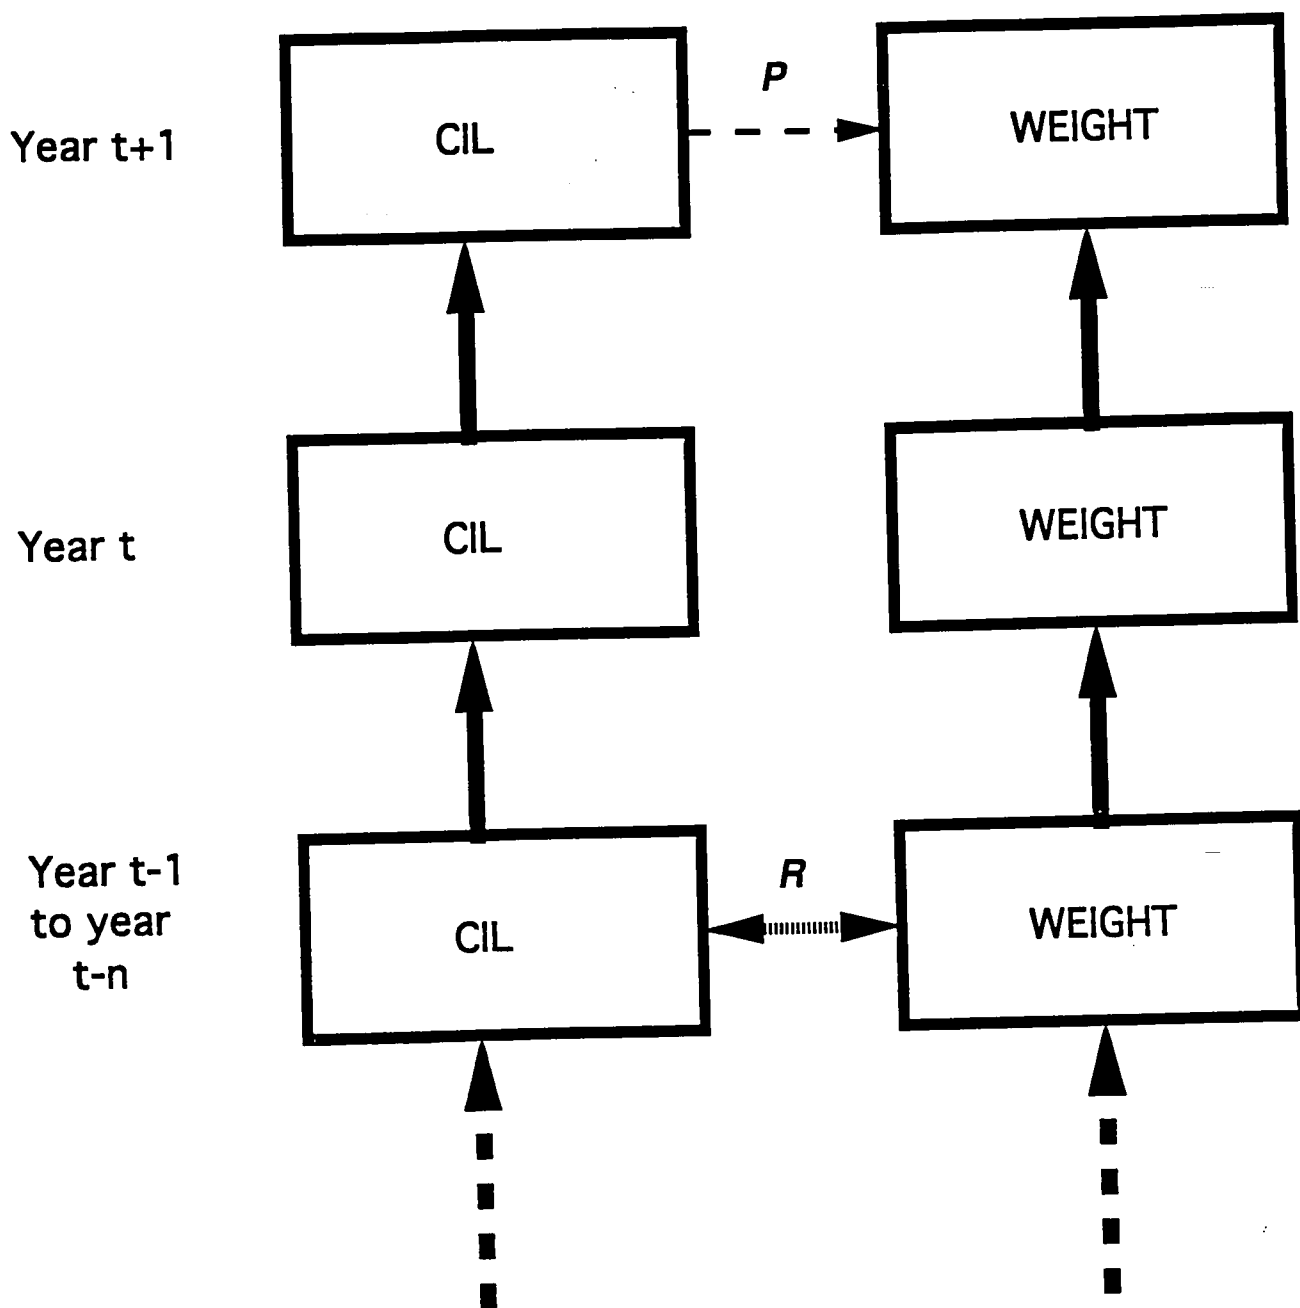 P
Year t+1
CIL
WEIGHT
Year t
CIL
WEIGHT
Year t-1
to year
t-n
CIL
R
WEIGHT